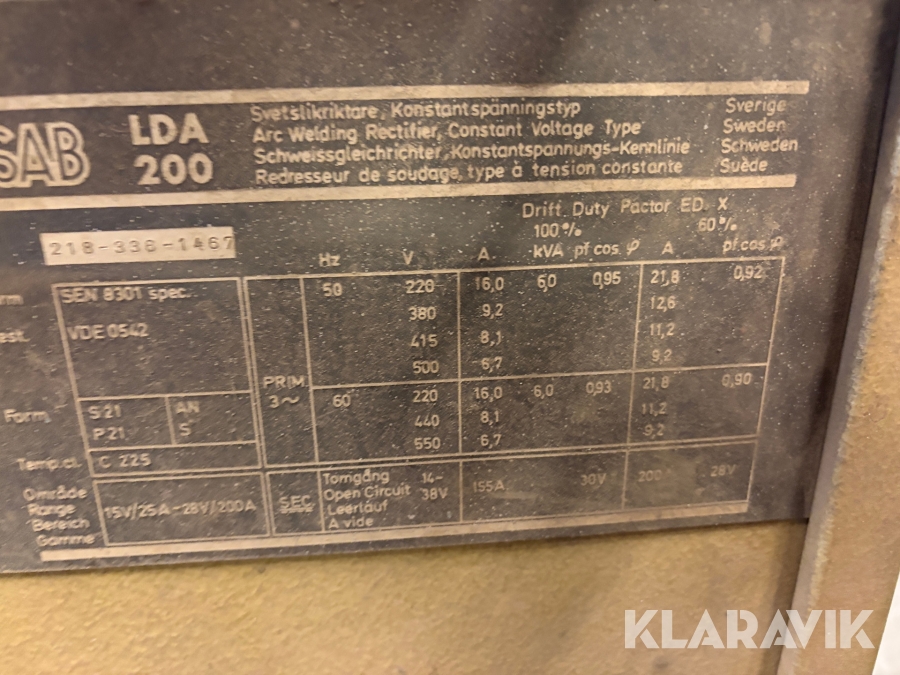 SAB LDA 200
Svetslikriktare, Konstantspänningstyp
Arc Welding Rectifier, Constant Voltage Type
Schweissgleichrichter, Konstantspannungs-Kennlinie
Redresseur de soudage, type à tension constante
Sverige
Sweden
Schweden
Suède
218-336-1467
Drift. Duty Factor ED. X
100% 60%
Hz V A. kVA pf cos. φ A pf cos. φ
SEN 8301 spec.
VDE 0542
PRIM 3~
50 220 16,0 6,0 0,95 21,8 0,92
380 9,2 12,6
415 8,1 11,2
500 6,7 9,2
60 220 16,0 6,0 0,93 21,8 0,90
440 8,1 11,2
550 6,7 9,2
Form S 21 AN
P 21 S
Temp.cl. C 225
Område
Range
Bereich
Gamme
15V/25A-28V/200A
SEC
Tomgång 14-
Open Circuit 38V
Leerlauf
A vide
155A 30V 200 28V
KLARAVIK